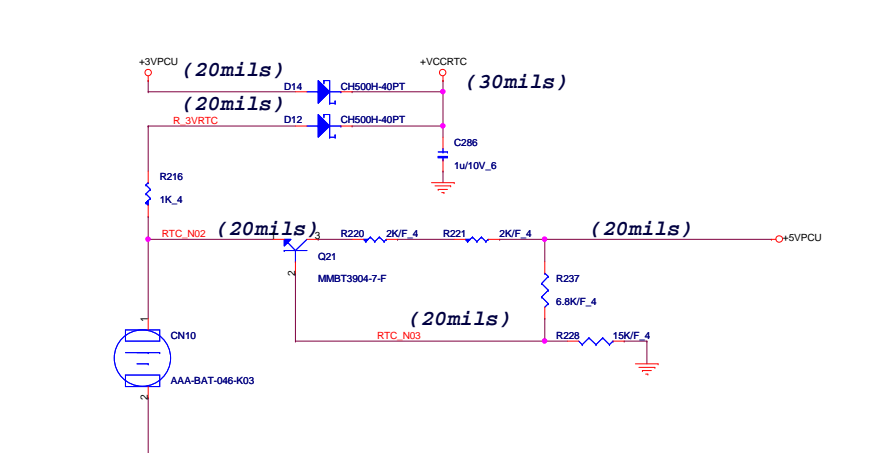 +3VPCU
(20mils)
+VCCRTC
(30mils)
D14
CH500H-40PT
(20mils)
R_3VRTC
D12
CH500H-40PT
C286
1u/10V_6
R216
1K_4
RTC_N02
(20mils)
1
3
R220
2K/F_4
R221
2K/F_4
(20mils)
+5VPCU
Q21
2
MMBT3904-7-F
R237
6.8K/F_4
(20mils)
RTC_N03
R228
15K/F_4
1
CN10
AAA-BAT-046-K03
2